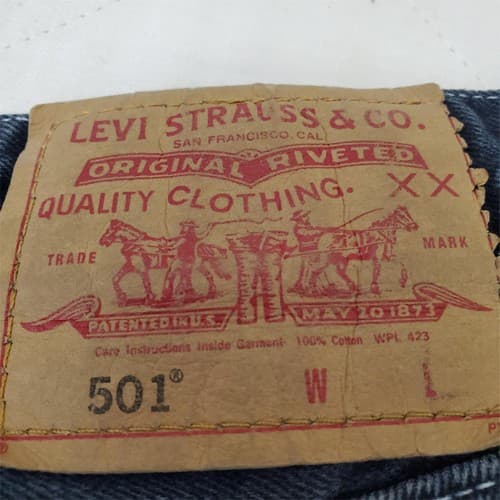 LEVI STRAUSS & CO.
SAN FRANCISCO, CAL
ORIGINAL RIVETED
QUALITY CLOTHING. XX
TRADE MARK
PATENTED IN U.S. MAY 20 1873
Care Instructions Inside Garment 100% Cotton WPL 423
501® W L